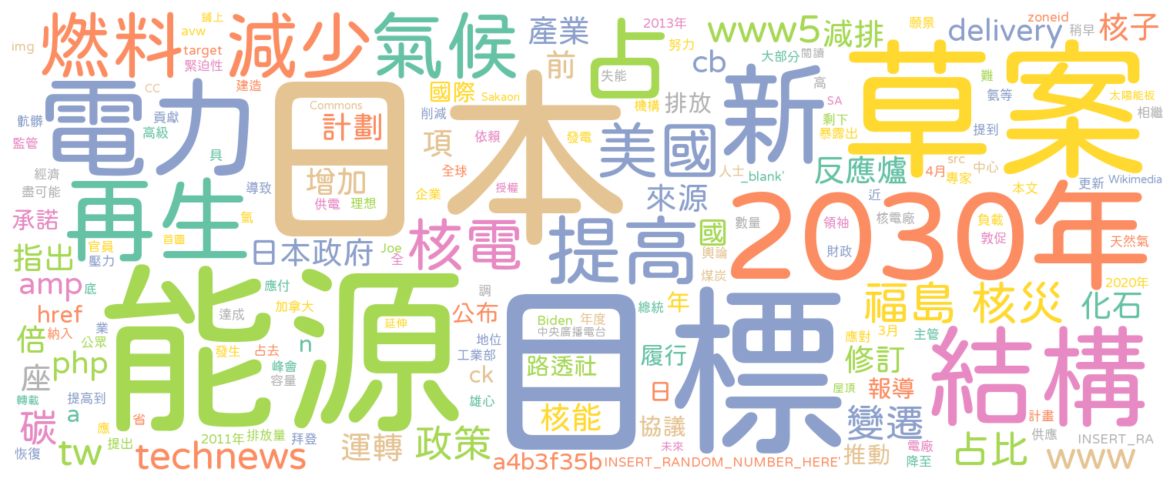 鋪上 2013年 願景 zoneid
img 燃料 減少 氣候 avw target 緊迫性 建造 產業 前 占 失能 努力 cb www5 減排 大部分 閱讀 delivery 稍早 核子
骯髒 監管 電力 CC 貢獻 高級 具 日本 Commons 計劃 增加 供電 理想 國際 削減 Sakaon 機構 排放 項 依賴 發電 全球 企業 授權 美國 新 高 SA 剩下 暴露出 草案 難 氨等 太陽能板 相繼 提到
經濟 盡可能 再生 導致 來源 人士 _blank' 反應爐 4月 src 專家 中心 本文 近 更新 Wikimedia
承諾 氫 首圖 官員 壓力 日本政府 Joe 全 核電 提高 國 輿論 煤炭 數量 領袖 核電廠 財政 2030年 負載 敦促 天然氣
指出 amp 底 href 納入 業 公眾 能源 達成 應付 加拿大 延伸 調 公布 目標 Biden 年度 中央廣播電台 總統 年 福島 核災 2020年 化石
倍 php 發生 占去 n 峰會 容量 地位 工業部 路透社 履行 應對 3月 主管 修訂 結構
座 轉載 碳 a 提高到 ck 雄心 核能 日 屋頂 報導
恢復 tw 應 提出 省 2011年 排放量 拜登 運轉 政策 協議 未來 變遷 推動 電廠 降至 計畫 供應 占比 INSERT_RA
technews a4b3f35b INSERT_RANDOM_NUMBER_HERE' www